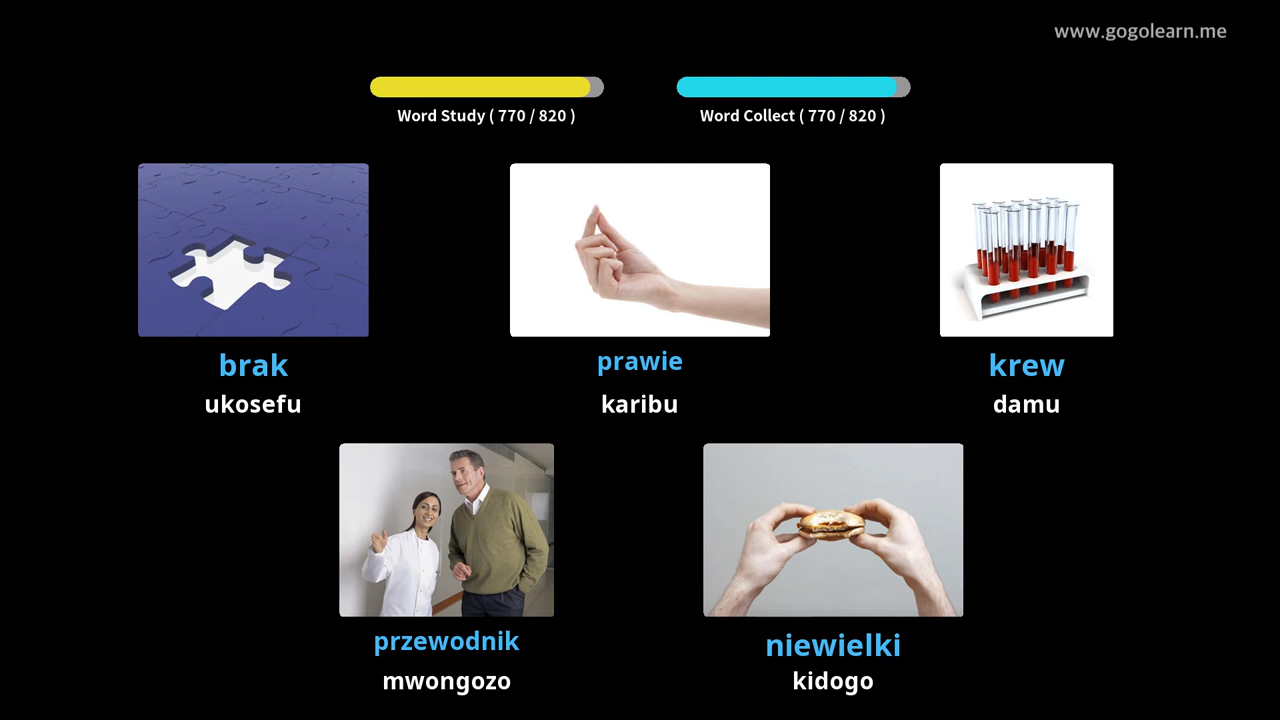 www.gogolearn.me
Word Study ( 770 / 820 )
Word Collect ( 770 / 820 )
brak
ukosefu
prawie
karibu
krew
damu
przewodnik
mwongozo
niewielki
kidogo